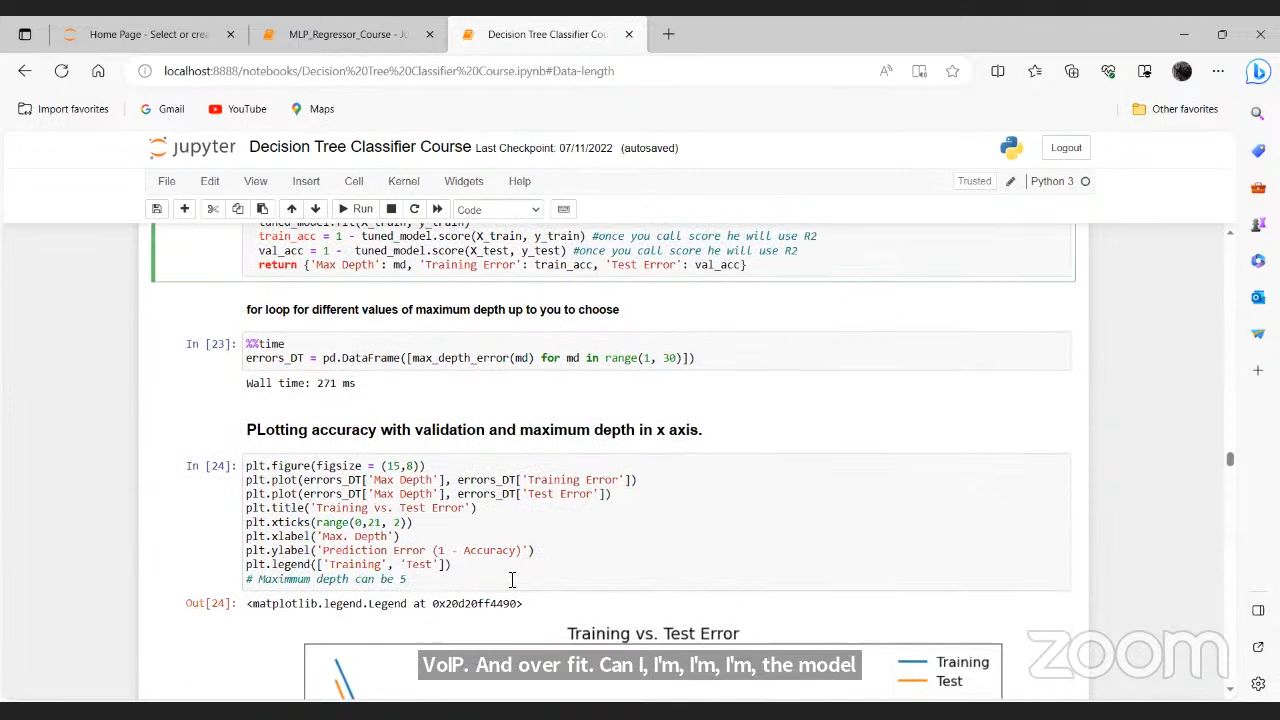 Home Page - Select or crea
MLP_Regressor_Course - Ju
Decision Tree Classifier Cou
localhost:8888/notebooks/Decision%20Tree%20Classifier%20Course.ipynb#Data-length
Import favorites
Gmail
YouTube
Maps
Other favorites
jupyter Decision Tree Classifier Course Last Checkpoint: 07/11/2022 (autosaved)
Logout
File Edit View Insert Cell Kernel Widgets Help
Trusted
Python 3
Run
Code
tuned_model.fit(X_train, y_train)
train_acc = 1 - tuned_model.score(X_train, y_train) #once you call score he will use R2
val_acc = 1 - tuned_model.score(X_test, y_test) #once you call score he will use R2
return {'Max Depth': md, 'Training Error': train_acc, 'Test Error': val_acc}
for loop for different values of maximum depth up to you to choose
In [23]: %%time
errors_DT = pd.DataFrame([max_depth_error(md) for md in range(1, 30)])
Wall time: 271 ms
PLotting accuracy with validation and maximum depth in x axis.
In [24]: plt.figure(figsize = (15,8))
plt.plot(errors_DT['Max Depth'], errors_DT['Training Error'])
plt.plot(errors_DT['Max Depth'], errors_DT['Test Error'])
plt.title('Training vs. Test Error')
plt.xticks(range(0,21, 2))
plt.xlabel('Max. Depth')
plt.ylabel('Prediction Error (1 - Accuracy)')
plt.legend(['Training', 'Test'])
# Maximmum depth can be 5
Out[24]: <matplotlib.legend.Legend at 0x20d20ff4490>
Training vs. Test Error
Training
Test
VoIP. And over fit. Can I, I'm, I'm, I'm, the model
zoom